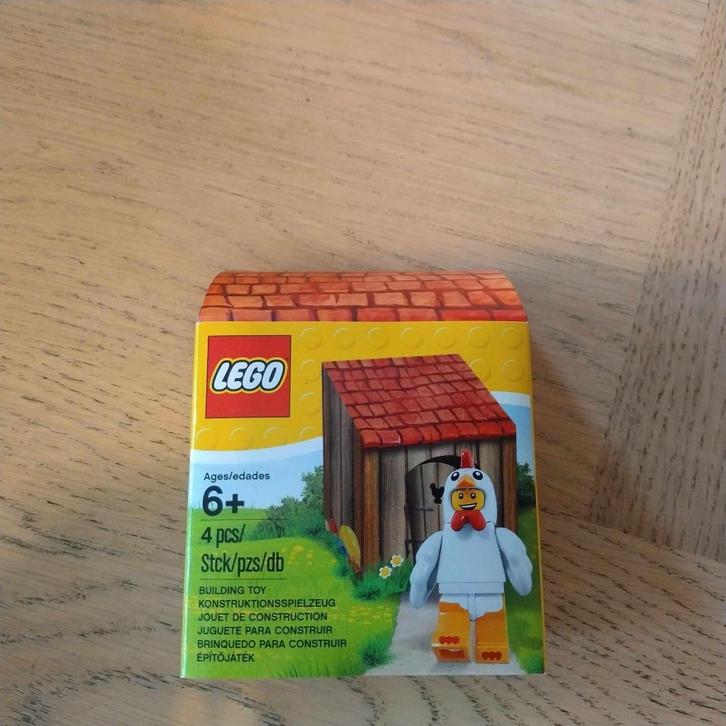 LEGO
Ages/edades
6+
4 pcs/
Stck/pzs/db
BUILDING TOY
KONSTRUKTIONSSPIELZEUG
JOUET DE CONSTRUCTION
JUGUETE PARA CONSTRUIR
BRINQUEDO PARA CONSTRUIR
ÉPÍTŐJÁTÉK